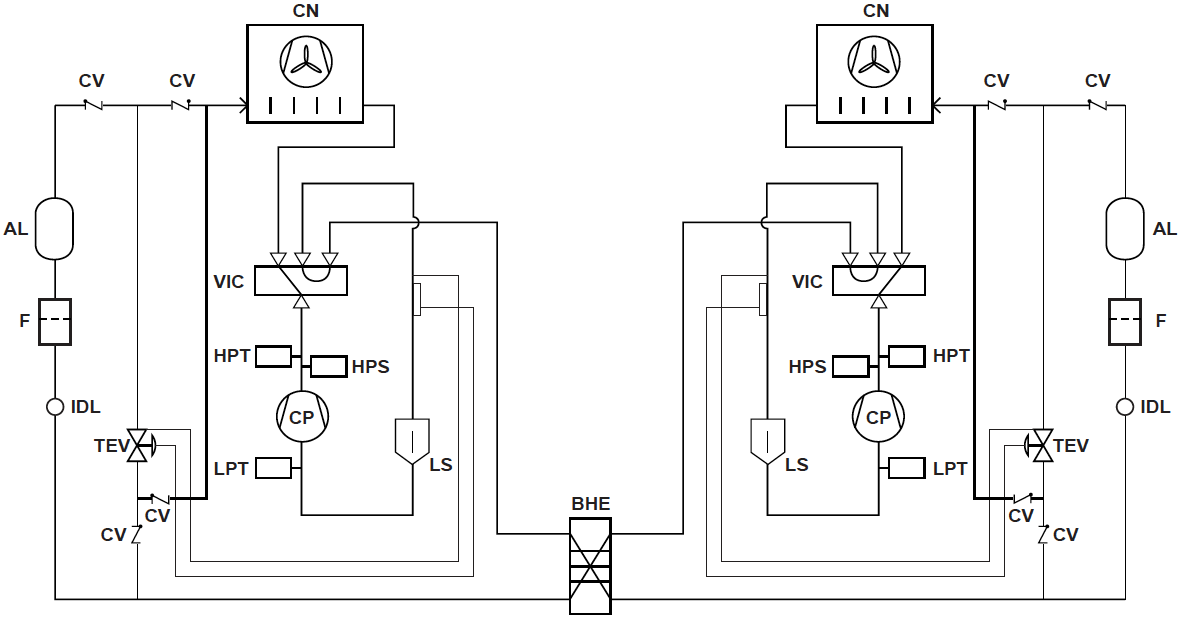 CN CN
CV CV CV CV
AL AL
VIC VIC
F F
HPT HPS HPS HPT
IDL CP CP IDL
TEV LPT LS LS LPT TEV
BHE
CV CV
CV CV